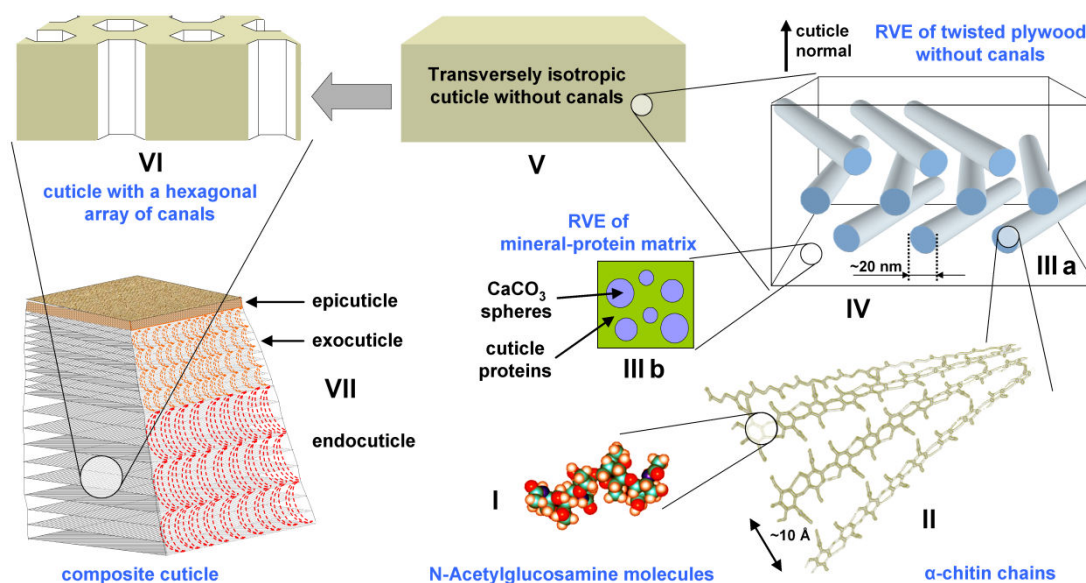 VI
cuticle with a hexagonal
array of canals
Transversely isotropic
cuticle without canals
V
cuticle
normal
RVE of twisted plywood
without canals
III a
~20 nm
IV
RVE of
mineral-protein matrix
CaCO₃
spheres
cuticle
proteins
III b
epicuticle
exocuticle
VII
endocuticle
composite cuticle
I
N-Acetylglucosamine molecules
II
~10 Å
α-chitin chains